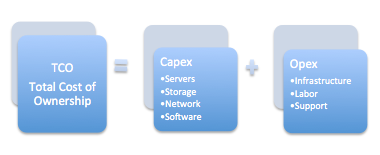 TCO
Total Cost of
Ownership
=
Capex
•Servers
•Storage
•Network
•Software
+
Opex
•Infrastructure
•Labor
•Support